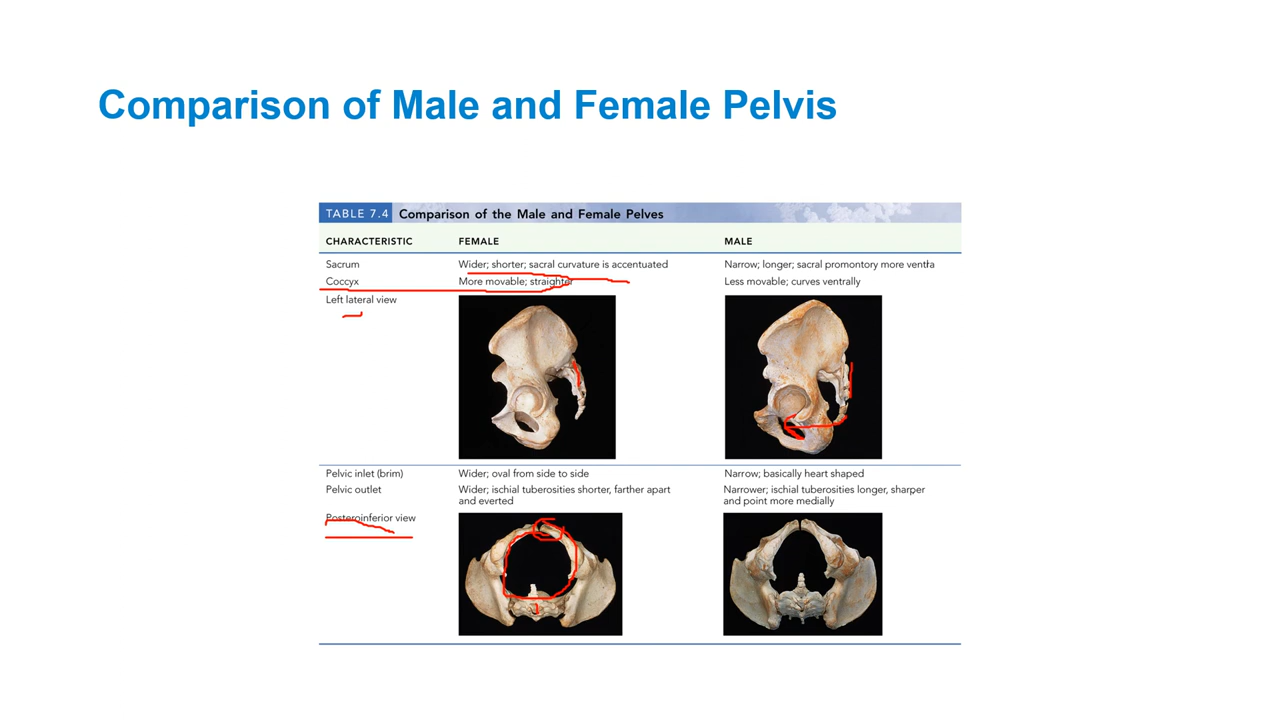 Comparison of Male and Female Pelvis
TABLE 7.4 Comparison of the Male and Female Pelves
CHARACTERISTIC FEMALE MALE
Sacrum Wider; shorter; sacral curvature is accentuated Narrow; longer; sacral promontory more ventra
Coccyx More movable; straighter Less movable; curves ventrally
Left lateral view
Pelvic inlet (brim) Wider; oval from side to side Narrow; basically heart shaped
Pelvic outlet Wider; ischial tuberosities shorter, farther apart Narrower; ischial tuberosities longer, sharper
and everted and point more medially
Posteroinferior view